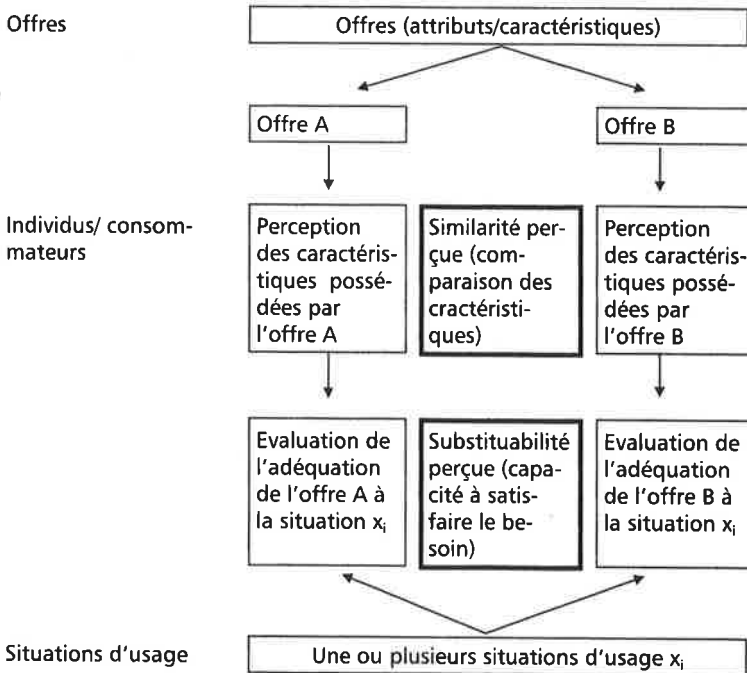 Offres
Offres (attributs/caractéristiques)
Offre A
Offre B
Individus/ consom-
mateurs
Perception
des caractéris-
tiques possé-
dées par
l'offre A
Similarité per-
çue (com-
paraison des
cractéristi-
ques)
Perception
des caractéris-
tiques possé-
dées par
l'offre B
Evaluation de
l'adéquation
de l'offre A à
la situation xᵢ
Substituabilité
perçue (capa-
cité à satis-
faire le be-
soin)
Evaluation de
l'adéquation
de l'offre B à
la situation xᵢ
Situations d'usage
Une ou plusieurs situations d'usage xᵢ